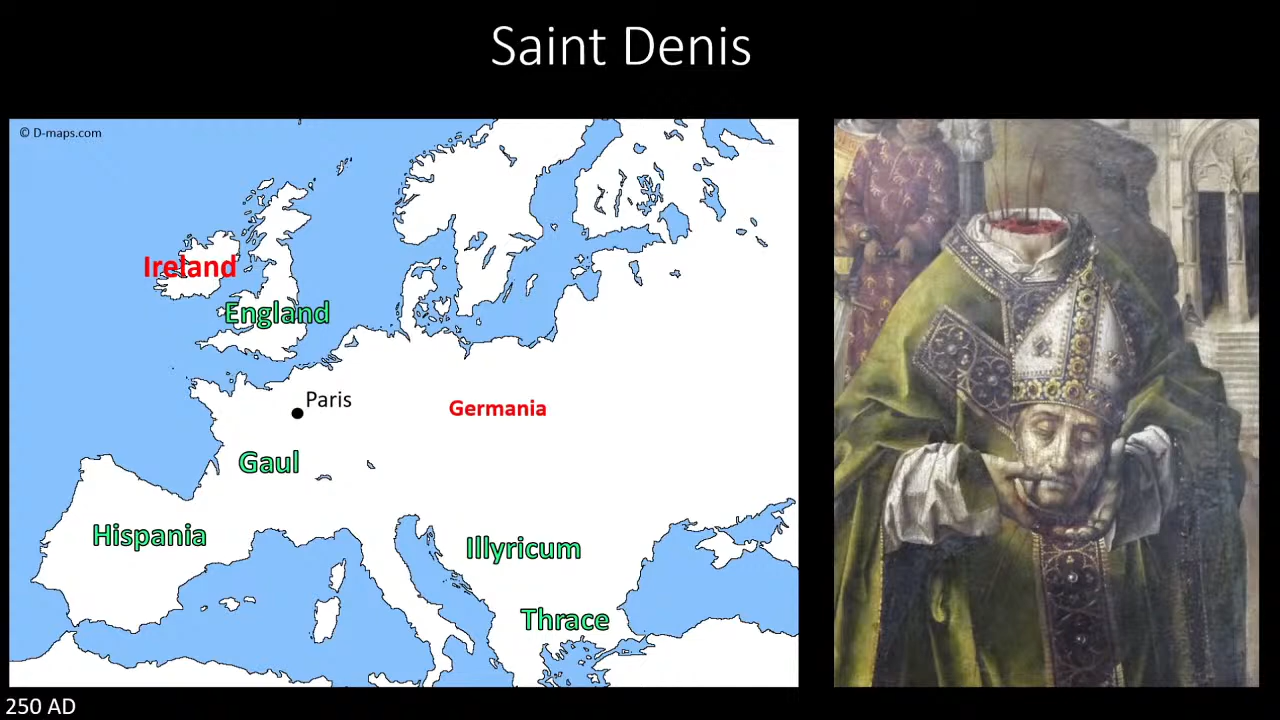 Saint Denis
© D-maps.com
Ireland
England
Paris
Germania
Gaul
Hispania
Illyricum
Thrace
250 AD